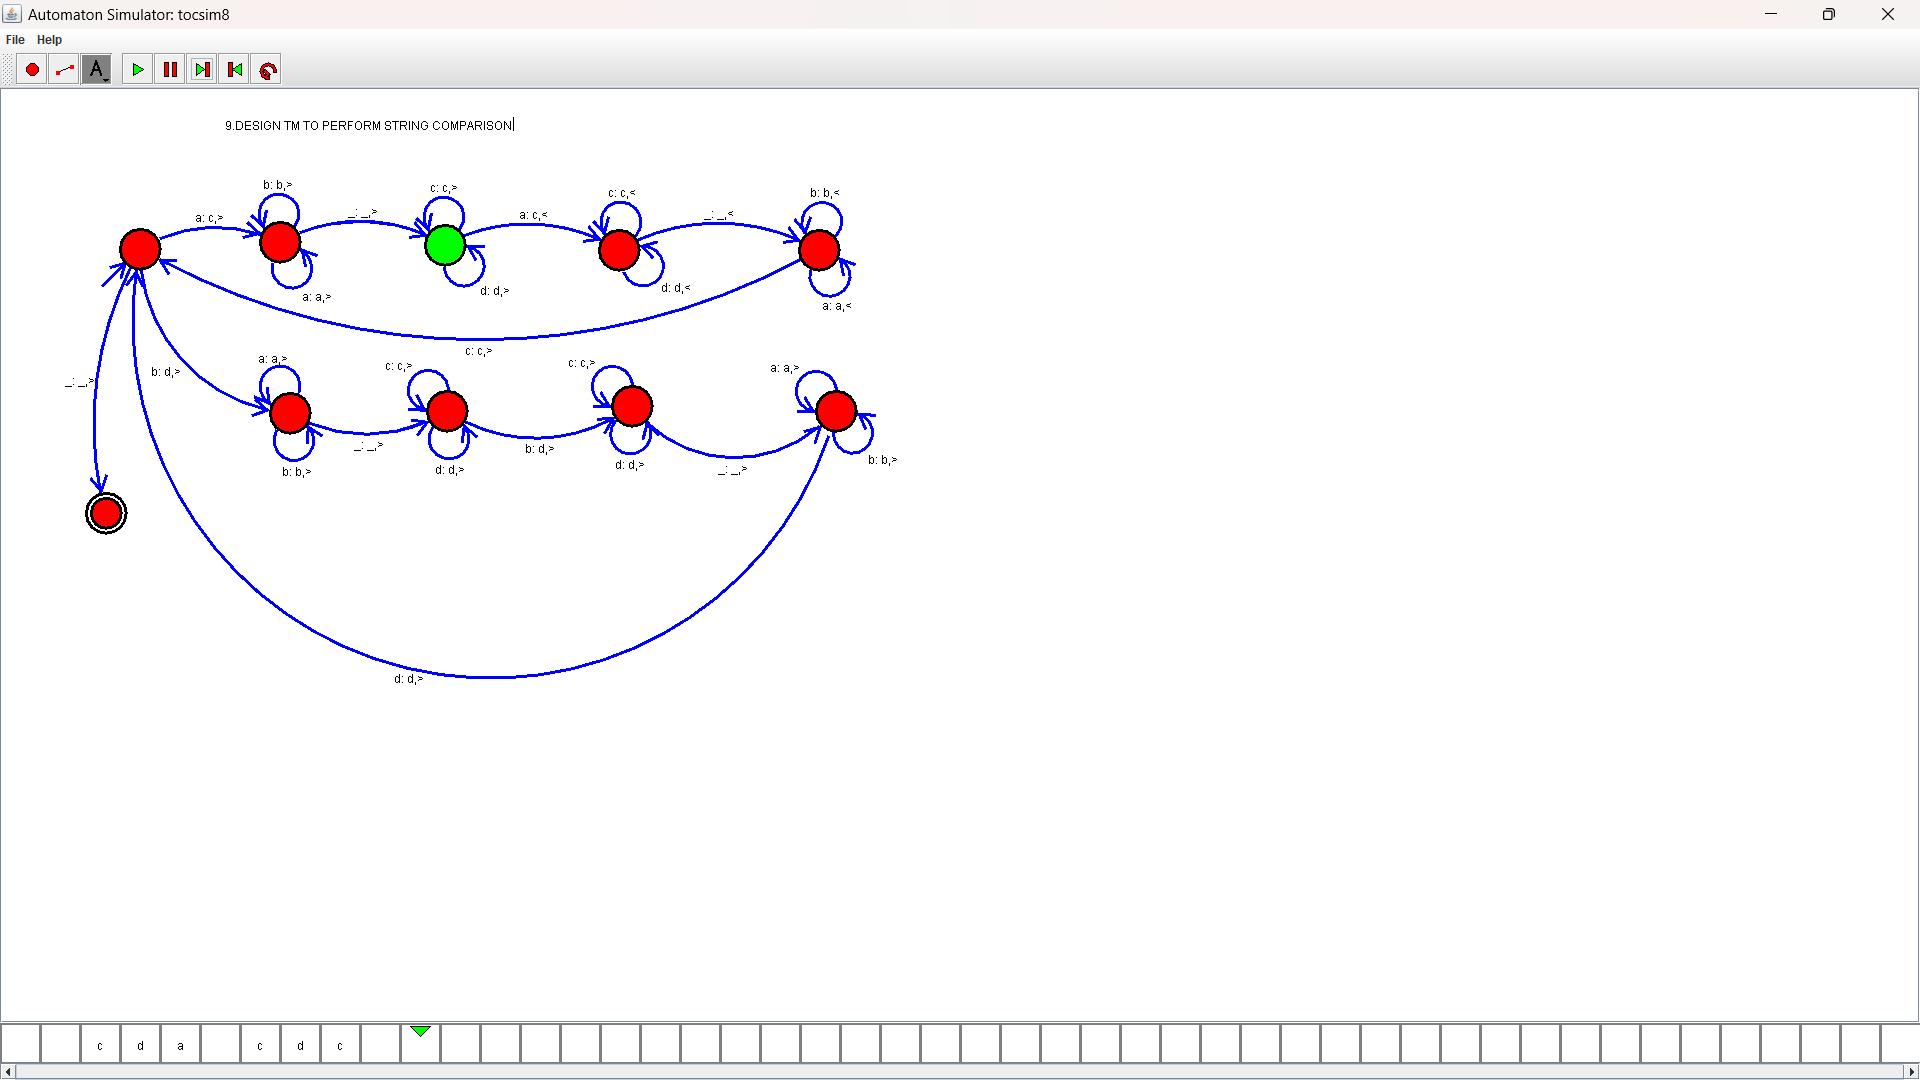 Automaton Simulator: tocsim8
File Help
A
9.DESIGN TM TO PERFORM STRING COMPARISON
b: b,> c: c,> c: c,< b: b,<
a: c,> _: _,> a: c,< _: _,<
a: a,> d: d,> d: d,< a: a,<
c: c,>
a: a,> c: c,> c: c,> a: a,>
_: _,> b: d,>
_: _,> b: d,> _: _,> b: b,>
b: b,> d: d,> d: d,>
d: d,>
c d a c d c